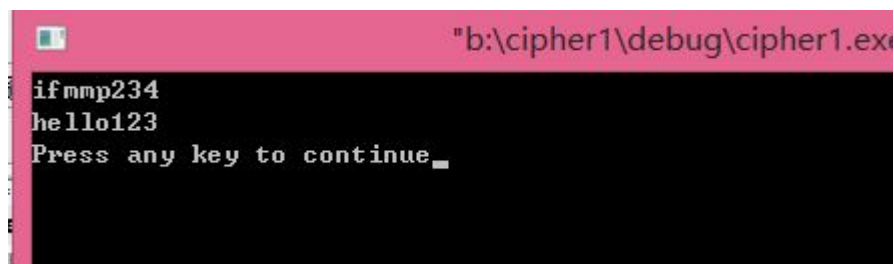 "b:\cipher1\debug\cipher1.exe
ifmmp234
hello123
Press any key to continue